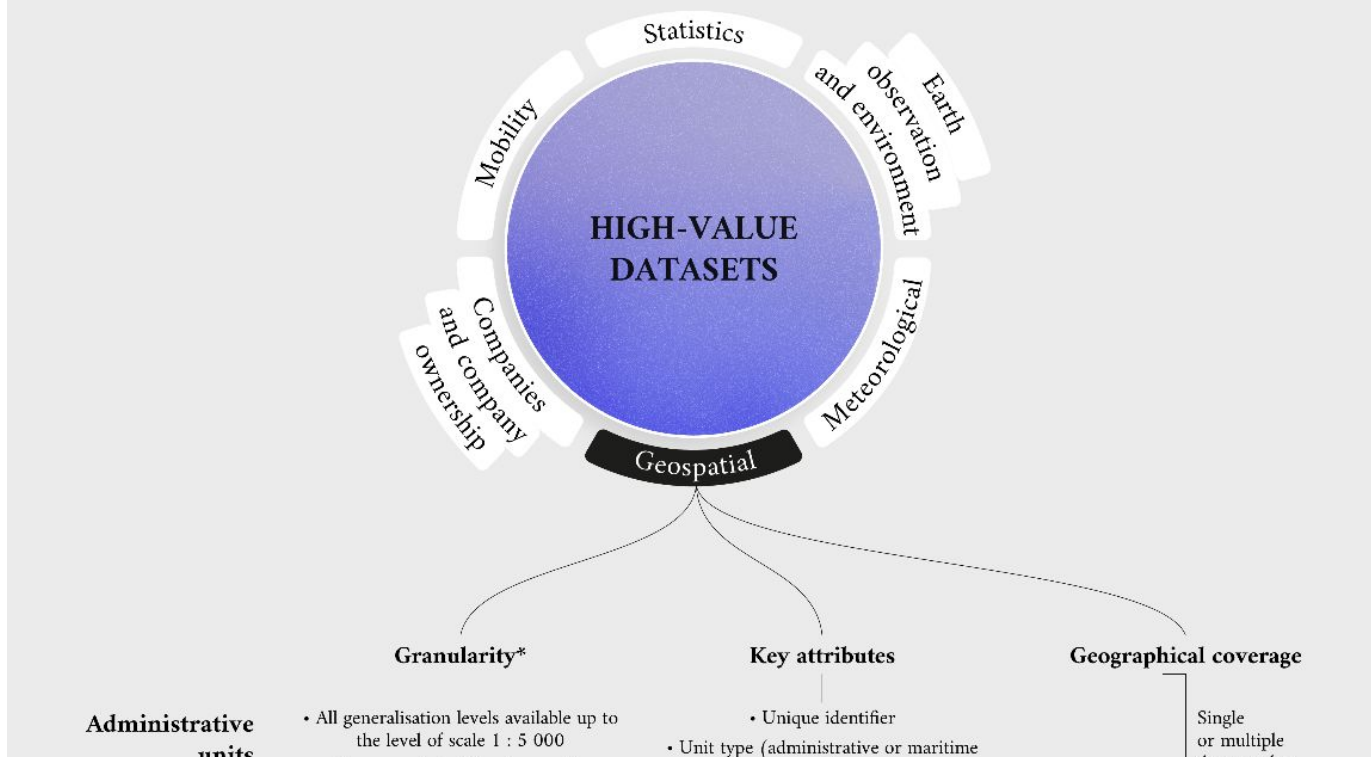 Statistics
Mobility
Earth
observation
and environment
HIGH-VALUE
DATASETS
Companies
and company
ownership
Meteorological
Geospatial
Granularity*
Key attributes
Geographical coverage
Administrative
units
• All generalisation levels available up to
the level of scale 1 : 5 000
• Unique identifier
• Unit type (administrative or maritime
Single
or multiple